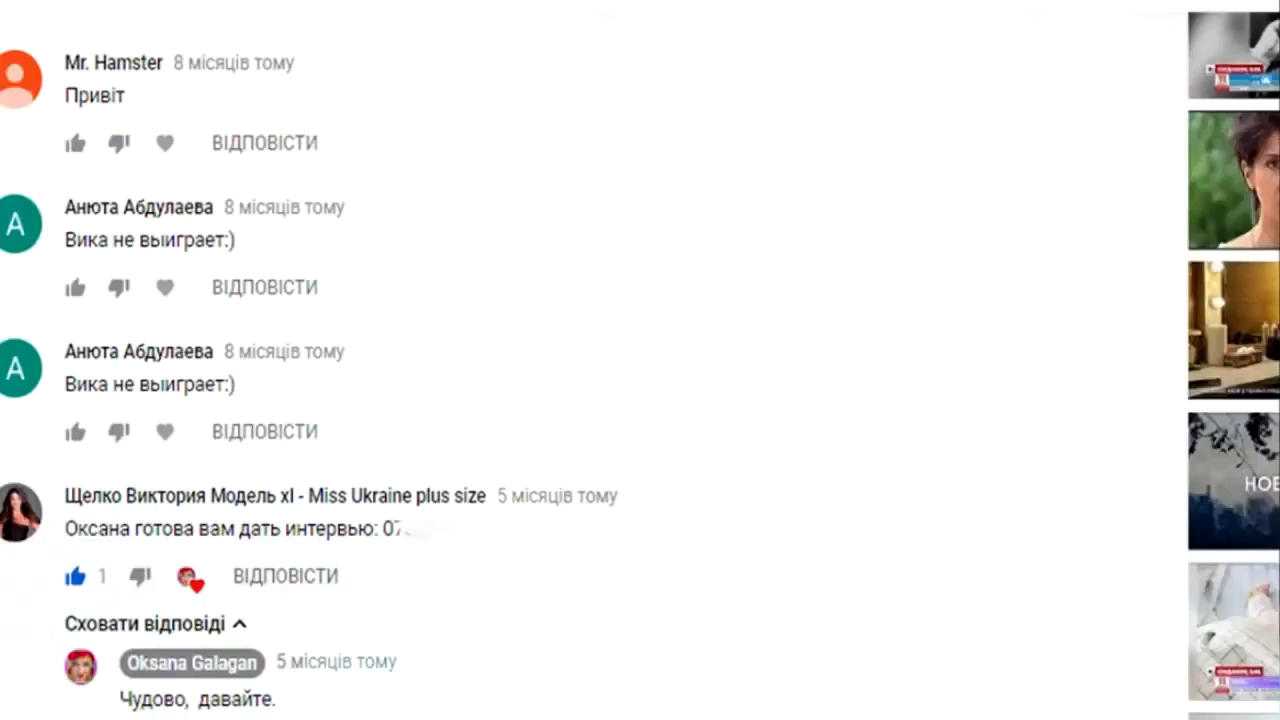 Mr. Hamster 8 місяців тому
Привіт
ВІДПОВІСТИ
A
Анюта Абдулаева 8 місяців тому
Вика не выиграет:)
ВІДПОВІСТИ
A
Анюта Абдулаева 8 місяців тому
Вика не выиграет:)
ВІДПОВІСТИ
Щелко Виктория Модель xl - Miss Ukraine plus size 5 місяців тому
Оксана готова вам дать интервью: 07
1 ВІДПОВІСТИ
Сховати відповіді
Oksana Galagan 5 місяців тому
Чудово, давайте.
НОВ